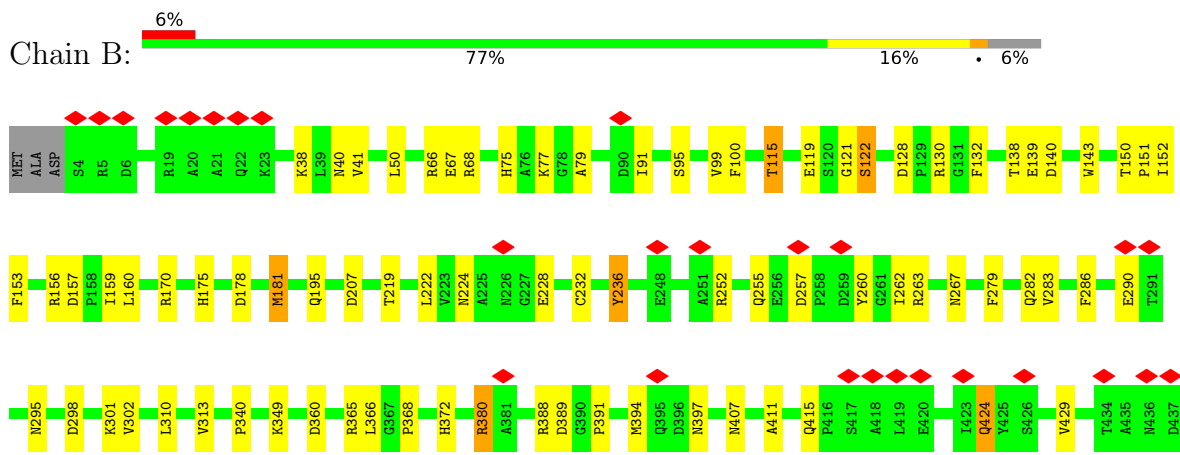 6%
Chain B:
77% 16% • 6%
MET ALA ASP S4 R5 D6 R19 A20 A21 Q22 K23 K38 L39 N40 V41 L50 R66 E67 R68 H75 A76 K77 G78 A79 D90 I91 S95 V99 F100 T115 E119 S120 G121 S122 D128 P129 R130 G131 F132 T138 E139 D140 W143 T150 P151 I152
F153 R156 D157 P158 I159 L160 R170 H175 D178 M181 Q195 D207 T219 L222 V223 N224 A225 N226 G227 E228 C232 Y236 E248 A251 R252 Q255 E256 D257 P258 D259 Y260 G261 I262 R263 N267 F279 Q282 V283 F286 E290 T291
N295 D298 K301 V302 L310 V313 P340 K349 D360 R365 L366 G367 P368 H372 R380 A381 R388 D389 G390 P391 M394 Q395 D396 N397 N407 A411 Q415 P416 S417 A418 L419 E420 I423 Q424 Y425 S426 V429 T434 A435 N436 D437